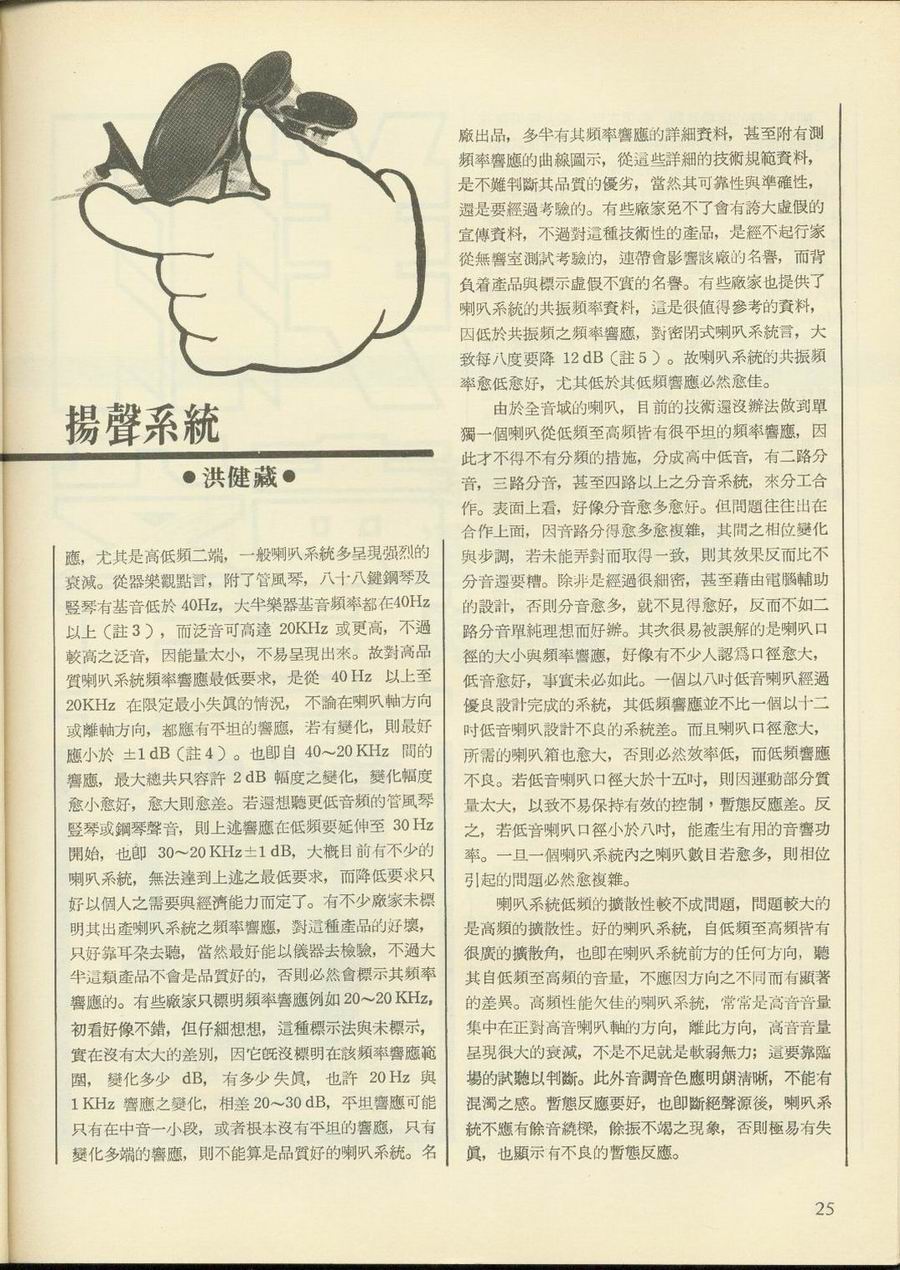 揚聲系統
●洪健藏●
應，尤其是高低頻二端，一般喇叭系統多呈現強烈的
衰減。從器樂觀點言，附了管風琴，八十八鍵鋼琴及
豎琴有基音低於 40Hz，大半樂器基音頻率都在40Hz
以上（註3），而泛音可高達 20KHz 或更高，不過
較高之泛音，因能量太小，不易呈現出來。故對高品
質喇叭系統頻率響應最低要求，是從 40Hz 以上至
20KHz 在限定最小失眞的情況，不論在喇叭軸方向
或離軸方向，都應有平坦的響應，若有變化，則最好
應小於 ±1dB（註4）。也卽自 40～20KHz 間的
響應，最大總共只容許 2dB 幅度之變化，變化幅度
愈小愈好，愈大則愈差。若還想聽更低音頻的管風琴
豎琴或鋼琴聲音，則上述響應在低頻要延伸至 30Hz
開始，也卽 30～20KHz±1dB，大概目前有不少的
喇叭系統，無法達到上述之最低要求，而降低要求只
好以個人之需要與經濟能力而定了。有不少廠家未標
明其出產喇叭系統之頻率響應，對這種產品的好壞，
只好靠耳朶去聽，當然最好能以儀器去檢驗，不過大
半這類產品不會是品質好的，否則必然會標示其頻率
響應的。有些廠家只標明頻率響應例如20～20KHz，
初看好像不錯，但仔細想想，這種標示法與未標示，
實在沒有太大的差別，因它旣沒標明在該頻率響應範
圍，變化多少 dB，有多少失眞，也許 20Hz 與
1KHz 響應之變化，相差20～30dB，平坦響應可能
只有在中音一小段，或者根本沒有平坦的響應，只有
變化多端的響應，則不能算是品質好的喇叭系統。名
廠出品，多半有其頻率響應的詳細資料，甚至附有測
頻率響應的曲線圖示，從這些詳細的技術規範資料，
是不難判斷其品質的優劣，當然其可靠性與準確性，
還是要經過考驗的。有些廠家免不了會有誇大虛假的
宣傳資料，不過對這種技術性的產品，是經不起行家
從無響室測試考驗的，連帶會影響該廠的名譽，而背
負着產品與標示虛假不實的名譽。有些廠家也提供了
喇叭系統的共振頻率資料，這是很值得參考的資料，
因低於共振頻之頻率響應，對密閉式喇叭系統言，大
致每八度要降 12dB（註5）。故喇叭系統的共振頻
率愈低愈好，尤其低於其低頻響應必然愈佳。
由於全音域的喇叭，目前的技術還沒辦法做到單
獨一個喇叭從低頻至高頻皆有很平坦的頻率響應，因
此才不得不有分頻的措施，分成高中低音，有二路分
音，三路分音，甚至四路以上之分音系統，來分工合
作。表面上看，好像分音愈多愈好。但問題往往出在
合作上面，因音路分得愈多愈複雜，其間之相位變化
與步調，若未能弄對而取得一致，則其效果反而比不
分音還要糟。除非是經過很細密，甚至藉由電腦輔助
的設計，否則分音愈多，就不見得愈好，反而不如二
路分音單純理想而好辦。其次很易被誤解的是喇叭口
徑的大小與頻率響應，好像有不少人認爲口徑愈大，
低音愈好，事實未必如此。一個以八吋低音喇叭經過
優良設計完成的系統，其低頻響應並不比一個以十二
吋低音喇叭設計不良的系統差。而且喇叭口徑愈大，
所需的喇叭箱也愈大，否則必然效率低，而低頻響應
不良。若低音喇叭口徑大於十五吋，則因運動部分質
量太大，以致不易保持有效的控制，暫態反應差。反
之，若低音喇叭口徑小於八吋，能產生有用的音響功
率。一旦一個喇叭系統內之喇叭數目若愈多，則相位
引起的問題必然愈複雜。
喇叭系統低頻的擴散性較不成問題，問題較大的
是高頻的擴散性。好的喇叭系統，自低頻至高頻皆有
很廣的擴散角，也卽在喇叭系統前方的任何方向，聽
其自低頻至高頻的音量，不應因方向之不同而有顯著
的差異。高頻性能欠佳的喇叭系統，常常是高音音量
集中在正對高音喇叭軸的方向，離此方向，高音音量
呈現很大的衰減，不是不足就是軟弱無力；這要靠臨
場的試聽以判斷。此外音調音色應明朗清晰，不能有
混濁之感。暫態反應要好，也卽斷絕聲源後，喇叭系
統不應有餘音繞樑，餘振不竭之現象，否則極易有失
眞，也顯示有不良的暫態反應。
25